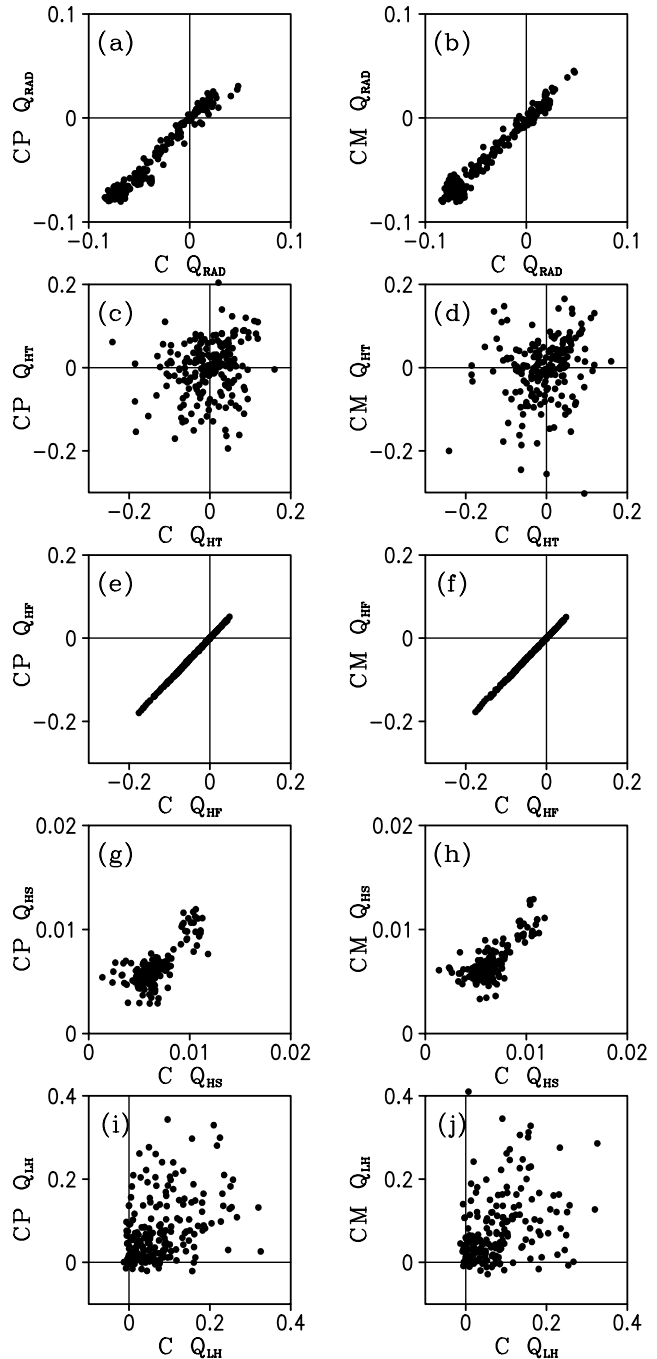 0.1 (a) 0.1 (b)
CP Q_RAD CM Q_RAD
0 0
−0.1 −0.1
−0.1 0 0.1 −0.1 0 0.1
C Q_RAD C Q_RAD
0.2 (c) 0.2 (d)
CP Q_HT CM Q_HT
0 0
−0.2 −0.2
−0.2 0 0.2 −0.2 0 0.2
C Q_HT C Q_HT
0.2 (e) 0.2 (f)
CP Q_HF CM Q_HF
0 0
−0.2 −0.2
−0.2 0 0.2 −0.2 0 0.2
C Q_HF C Q_HF
0.02 (g) 0.02 (h)
CP Q_HS CM Q_HS
0.01 0.01
0 0
0 0.01 0.02 0 0.01 0.02
C Q_HS C Q_HS
0.4 (i) 0.4 (j)
CP Q_LH CM Q_LH
0.2 0.2
0 0
0 0.2 0.4 0 0.2 0.4
C Q_LH C Q_LH